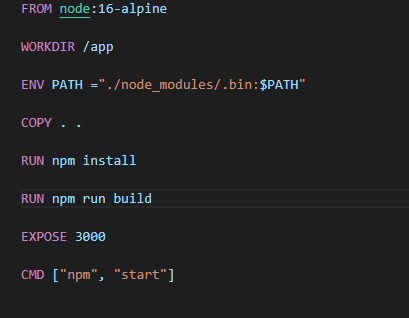 FROM node:16-alpine
WORKDIR /app
ENV PATH ="./node_modules/.bin:$PATH"
COPY . .
RUN npm install
RUN npm run build
EXPOSE 3000
CMD ["npm", "start"]